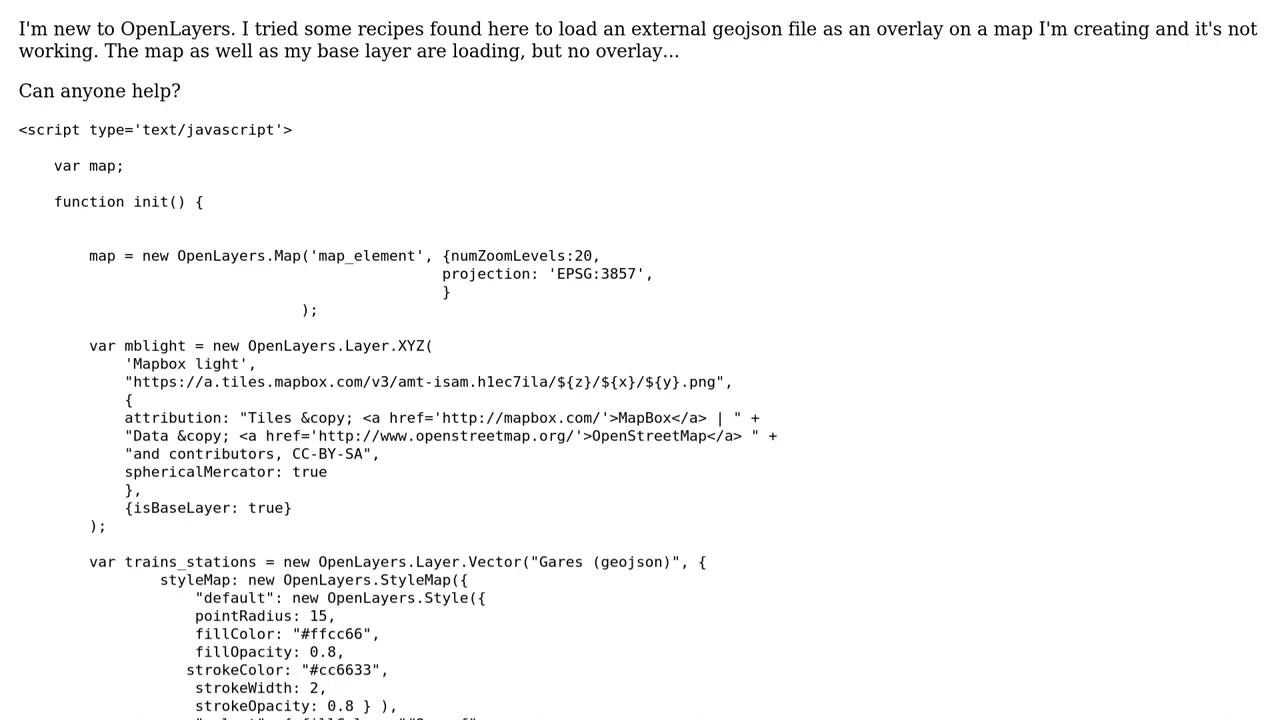 I'm new to OpenLayers. I tried some recipes found here to load an external geojson file as an overlay on a map I'm creating and it's not
working. The map as well as my base layer are loading, but no overlay...
Can anyone help?
<script type='text/javascript'>
var map;
function init() {
map = new OpenLayers.Map('map_element', {numZoomLevels:20,
projection: 'EPSG:3857',
}
);
var mblight = new OpenLayers.Layer.XYZ(
'Mapbox light',
"https://a.tiles.mapbox.com/v3/amt-isam.h1ec7ila/${z}/${x}/${y}.png",
{
attribution: "Tiles &copy; <a href='http://mapbox.com/'>MapBox</a> | " +
"Data &copy; <a href='http://www.openstreetmap.org/'>OpenStreetMap</a> " +
"and contributors, CC-BY-SA",
sphericalMercator: true
},
{isBaseLayer: true}
);
var trains_stations = new OpenLayers.Layer.Vector("Gares (geojson)", {
styleMap: new OpenLayers.StyleMap({
"default": new OpenLayers.Style({
pointRadius: 15,
fillColor: "#ffcc66",
fillOpacity: 0.8,
strokeColor: "#cc6633",
strokeWidth: 2,
strokeOpacity: 0.8 } ),